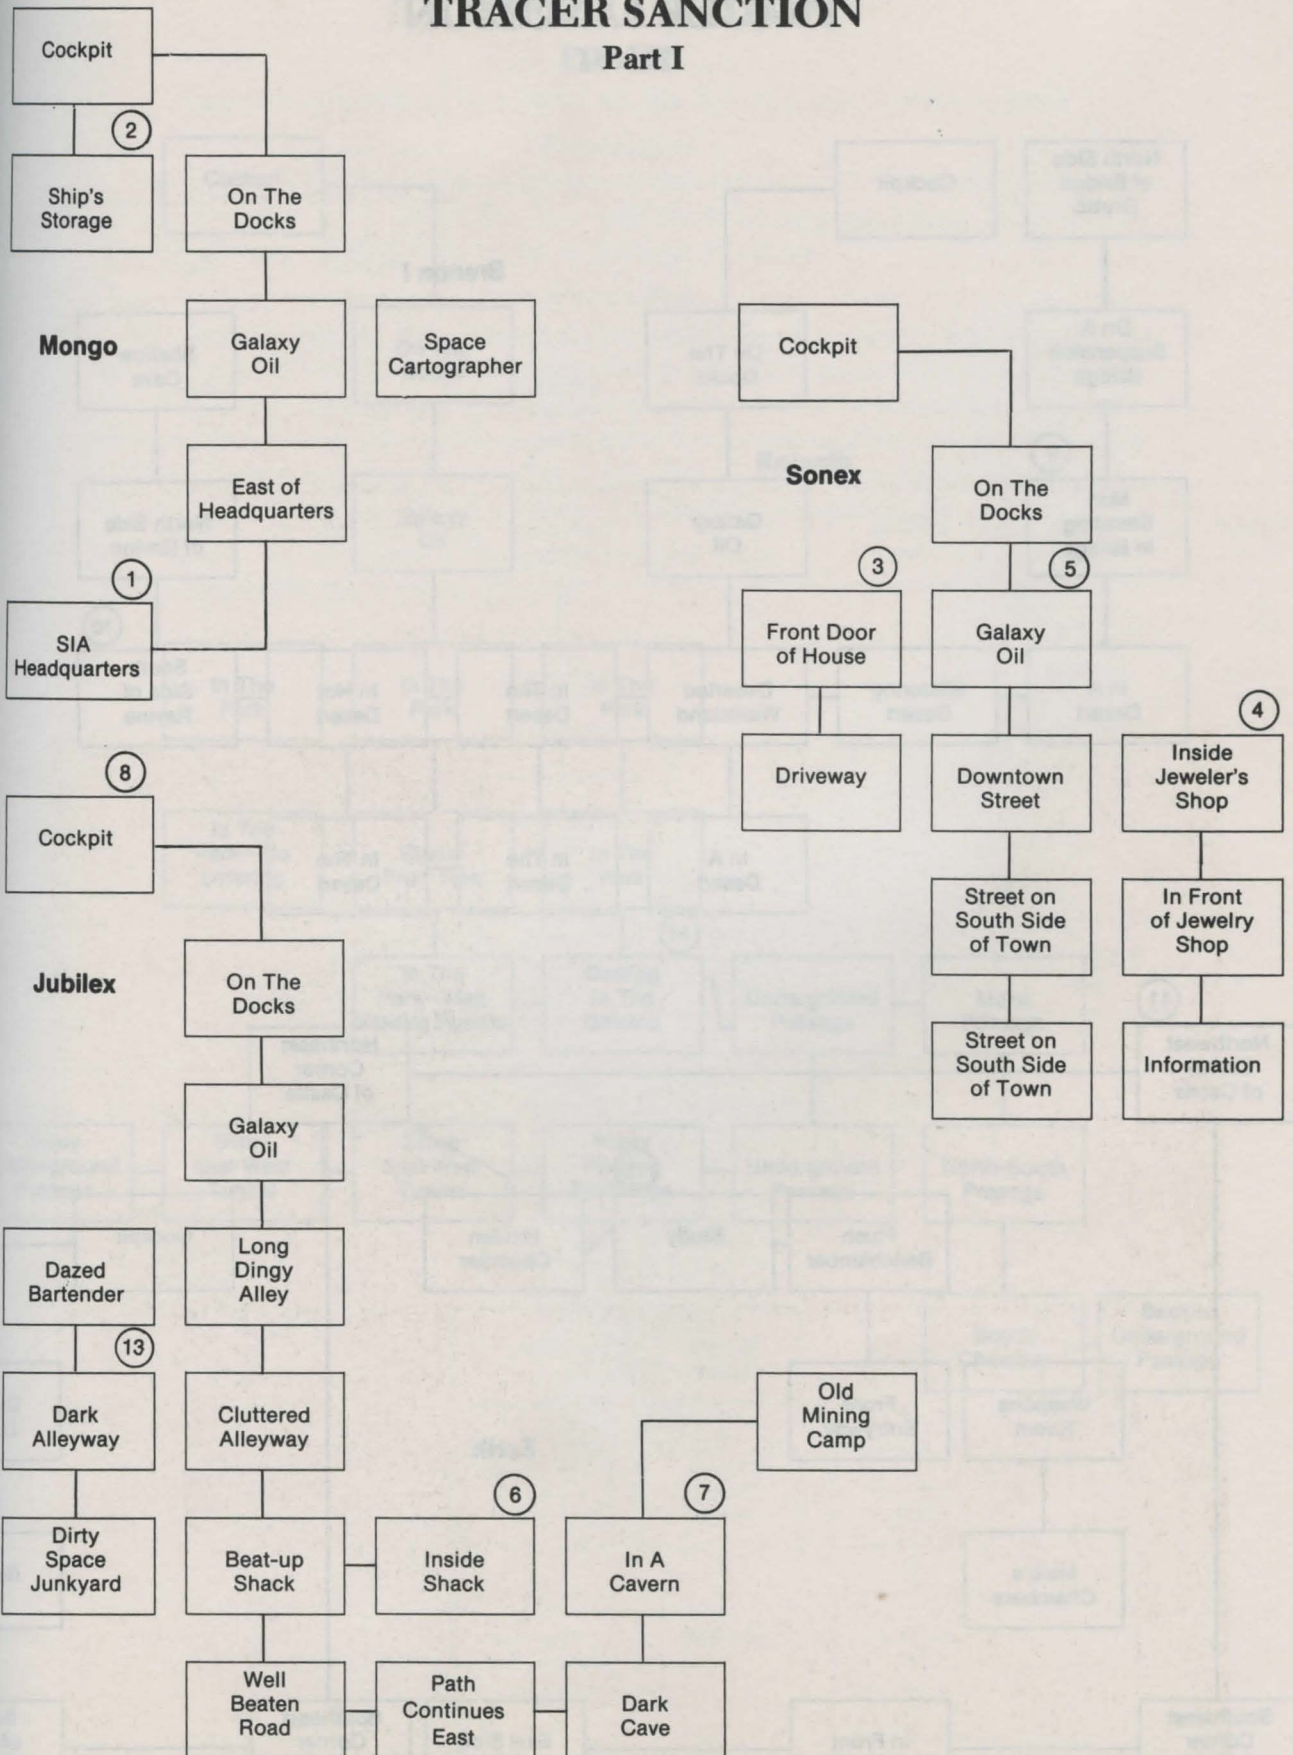 TRACER SANCTION
Part I
Cockpit
2
Ship's
Storage
On The
Docks
Mongo
Galaxy
Oil
Space
Cartographer
East of
Headquarters
1
SIA
Headquarters
Cockpit
Sonex
On The
Docks
3
5
Front Door
of House
Galaxy
Oil
4
Driveway
Downtown
Street
Inside
Jeweler's
Shop
Street on
South Side
of Town
In Front
of Jewelry
Shop
Street on
South Side
of Town
Information
8
Cockpit
Jubilex
On The
Docks
Galaxy
Oil
Dazed
Bartender
Long
Dingy
Alley
13
Dark
Alleyway
Cluttered
Alleyway
Old
Mining
Camp
6
7
Dirty
Space
Junkyard
Beat-up
Shack
Inside
Shack
In A
Cavern
Well
Beaten
Road
Path
Continues
East
Dark
Cave